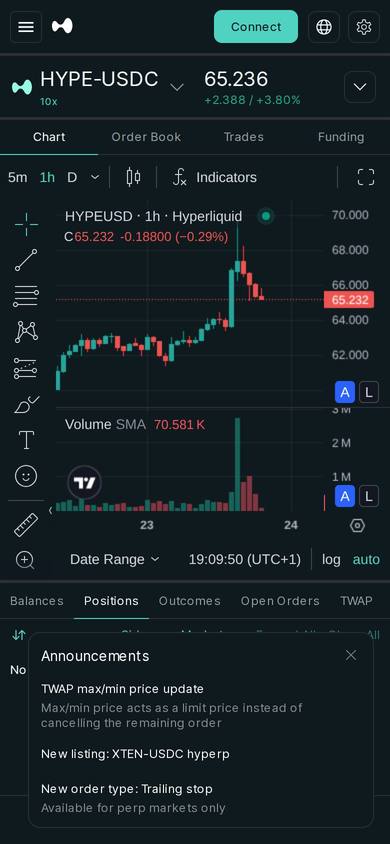 Connect
HYPE-USDC
65.236
10x
+2.388 / +3.80%
Chart
Order Book
Trades
Funding
5m
1h
D
Indicators
HYPEUSD · 1h · Hyperliquid
C65.232 -0.18800 (−0.29%)
70.000
68.000
66.000
65.232
64.000
62.000
A
L
Volume SMA 70.581 K
3 M
2 M
1 M
A
L
23
24
Date Range
19:09:50 (UTC+1)
log
auto
Balances
Positions
Outcomes
Open Orders
TWAP
No
Announcements
TWAP max/min price update
Max/min price acts as a limit price instead of
cancelling the remaining order
New listing: XTEN-USDC hyperp
New order type: Trailing stop
Available for perp markets only